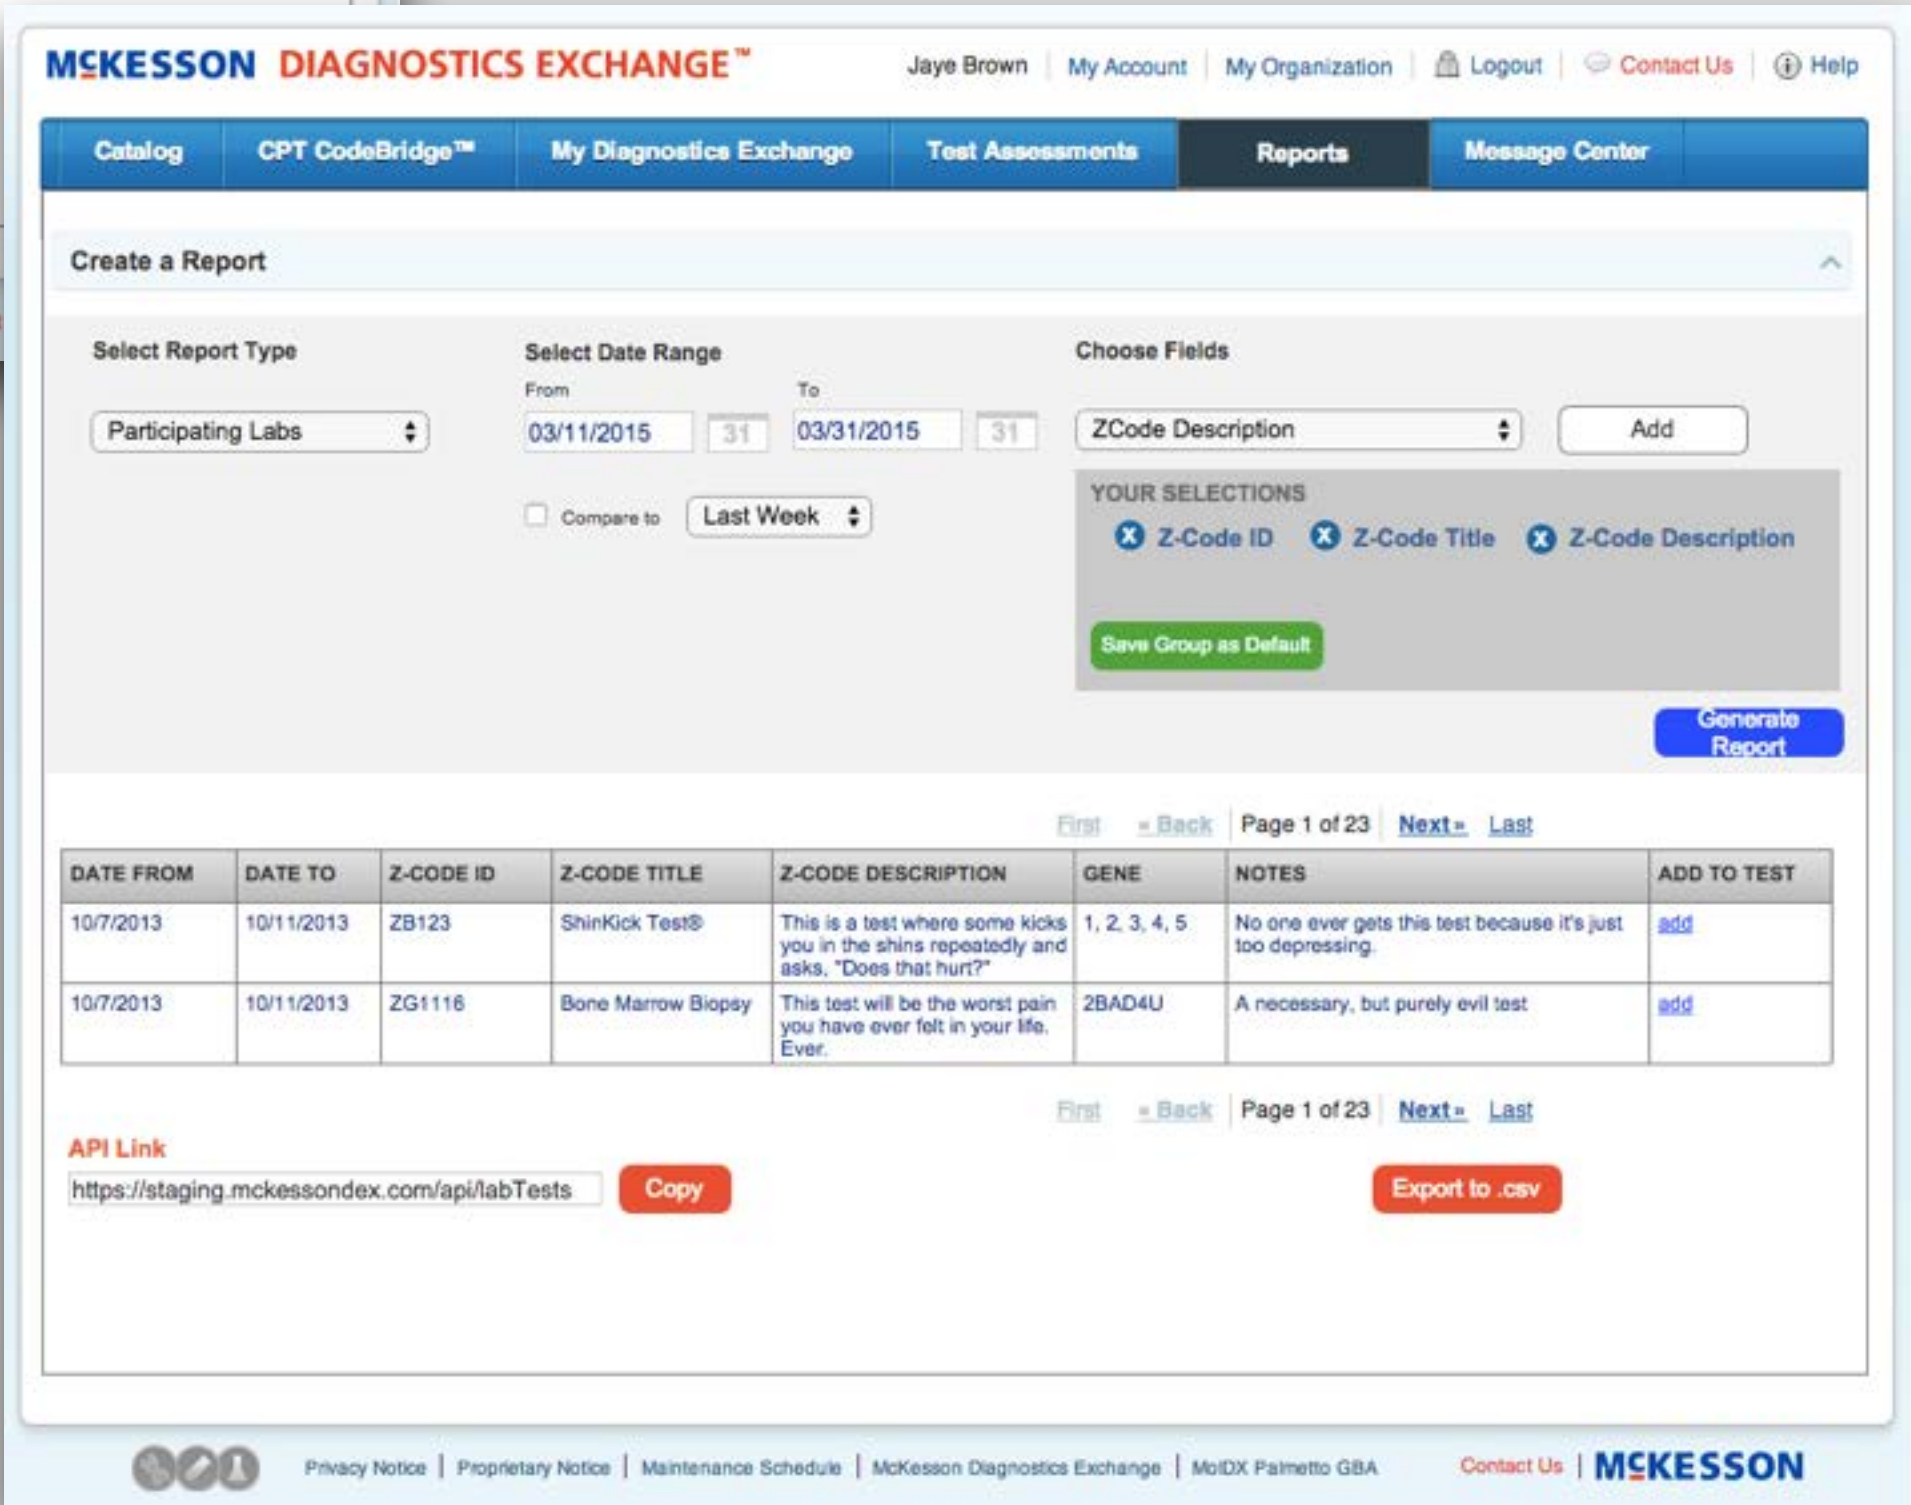 MCKESSON DIAGNOSTICS EXCHANGE™
Jaye Brown | My Account | My Organization | Logout | Contact Us | Help
Catalog CPT CodeBridge™ My Diagnostics Exchange Test Assessments Reports Message Center
Create a Report
Select Report Type Select Date Range Choose Fields
From To
Participating Labs 03/11/2015 31 03/31/2015 31 ZCode Description Add
YOUR SELECTIONS
Compare to Last Week
X Z-Code ID X Z-Code Title X Z-Code Description
Save Group as Default
Generate
Report
First « Back | Page 1 of 23 | Next » Last
DATE FROM DATE TO Z-CODE ID Z-CODE TITLE Z-CODE DESCRIPTION GENE NOTES ADD TO TEST
10/7/2013 10/11/2013 ZB123 ShinKick Test® This is a test where some kicks 1, 2, 3, 4, 5 No one ever gets this test because it's just add
you in the shins repeatedly and too depressing.
asks, "Does that hurt?"
10/7/2013 10/11/2013 ZG1116 Bone Marrow Biopsy This test will be the worst pain 2BAD4U A necessary, but purely evil test add
you have ever felt in your life.
Ever.
First « Back | Page 1 of 23 | Next » Last
API Link
https://staging.mckessondex.com/api/labTests Copy Export to .csv
Privacy Notice | Proprietary Notice | Maintenance Schedule | McKesson Diagnostics Exchange | MolDX Palmetto GBA Contact Us | MCKESSON